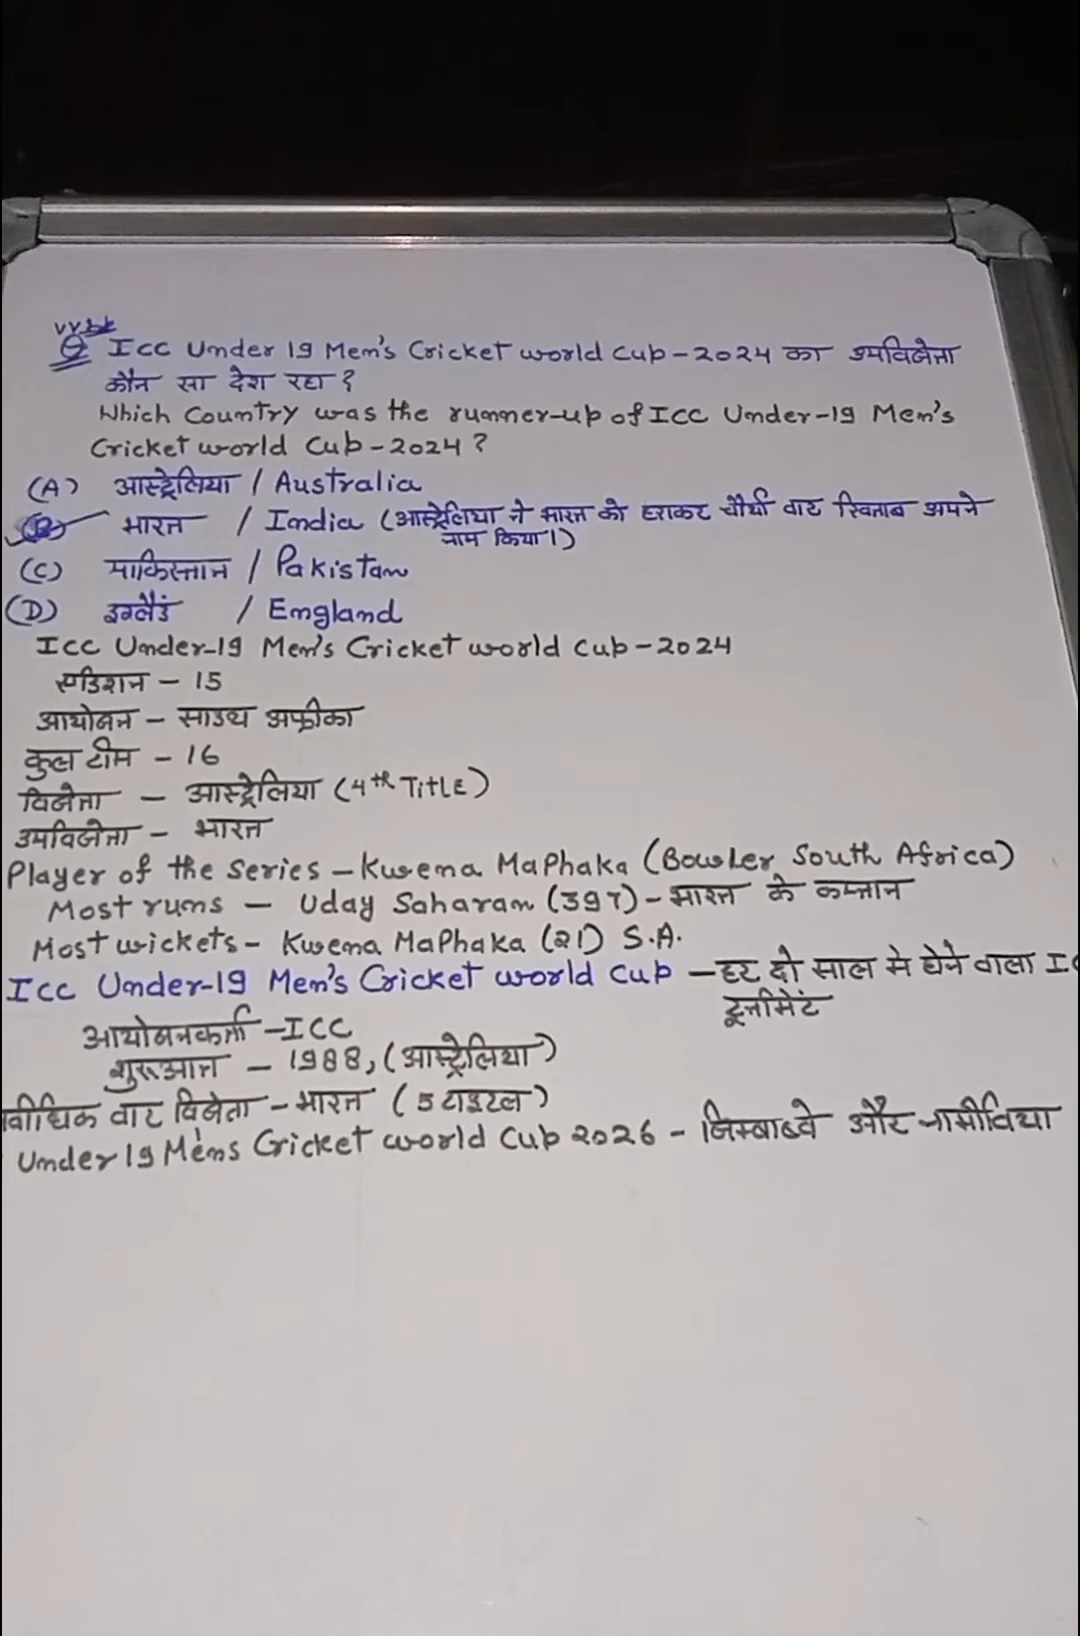 VVSK
Q ICC Under 19 Men's Cricket world Cup-2024 का उपविजेता
कौन सा देश रहा?
Which Country was the runner-up of ICC Under-19 Men's
Cricket world Cup-2024?
(A) आस्ट्रेलिया / Australia
(B) भारत / India (आस्ट्रेलिया ने भारत को हराकर चौथी बार खिताब अपने
नाम किया।)
(C) पाकिस्तान / Pakistan
(D) इग्लैंड / England
ICC Under-19 Men's Cricket world Cup-2024
एडिशन - 15
आयोजन - साउथ अफ्रीका
कुल टीम - 16
विजेता - आस्ट्रेलिया (4th TITLE)
उपविजेता - भारत
Player of the Series - Kwena MaPhaka (Bowler South Africa)
Most runs - Uday Saharan (397) - भारत के कप्तान
Most wickets - Kwena MaPhaka (21) S.A.
ICC Under-19 Men's Cricket world Cup - हर दो साल मे होने वाला IC
टूर्नामेंट
आयोजनकर्ता - ICC
शुरूआत - 1988, (आस्ट्रेलिया)
र्वाधिक बार विजेता - भारत (5 टाइटल)
Under 19 Men's Cricket world Cup 2026 - जिम्बाब्वे और नामीबिया